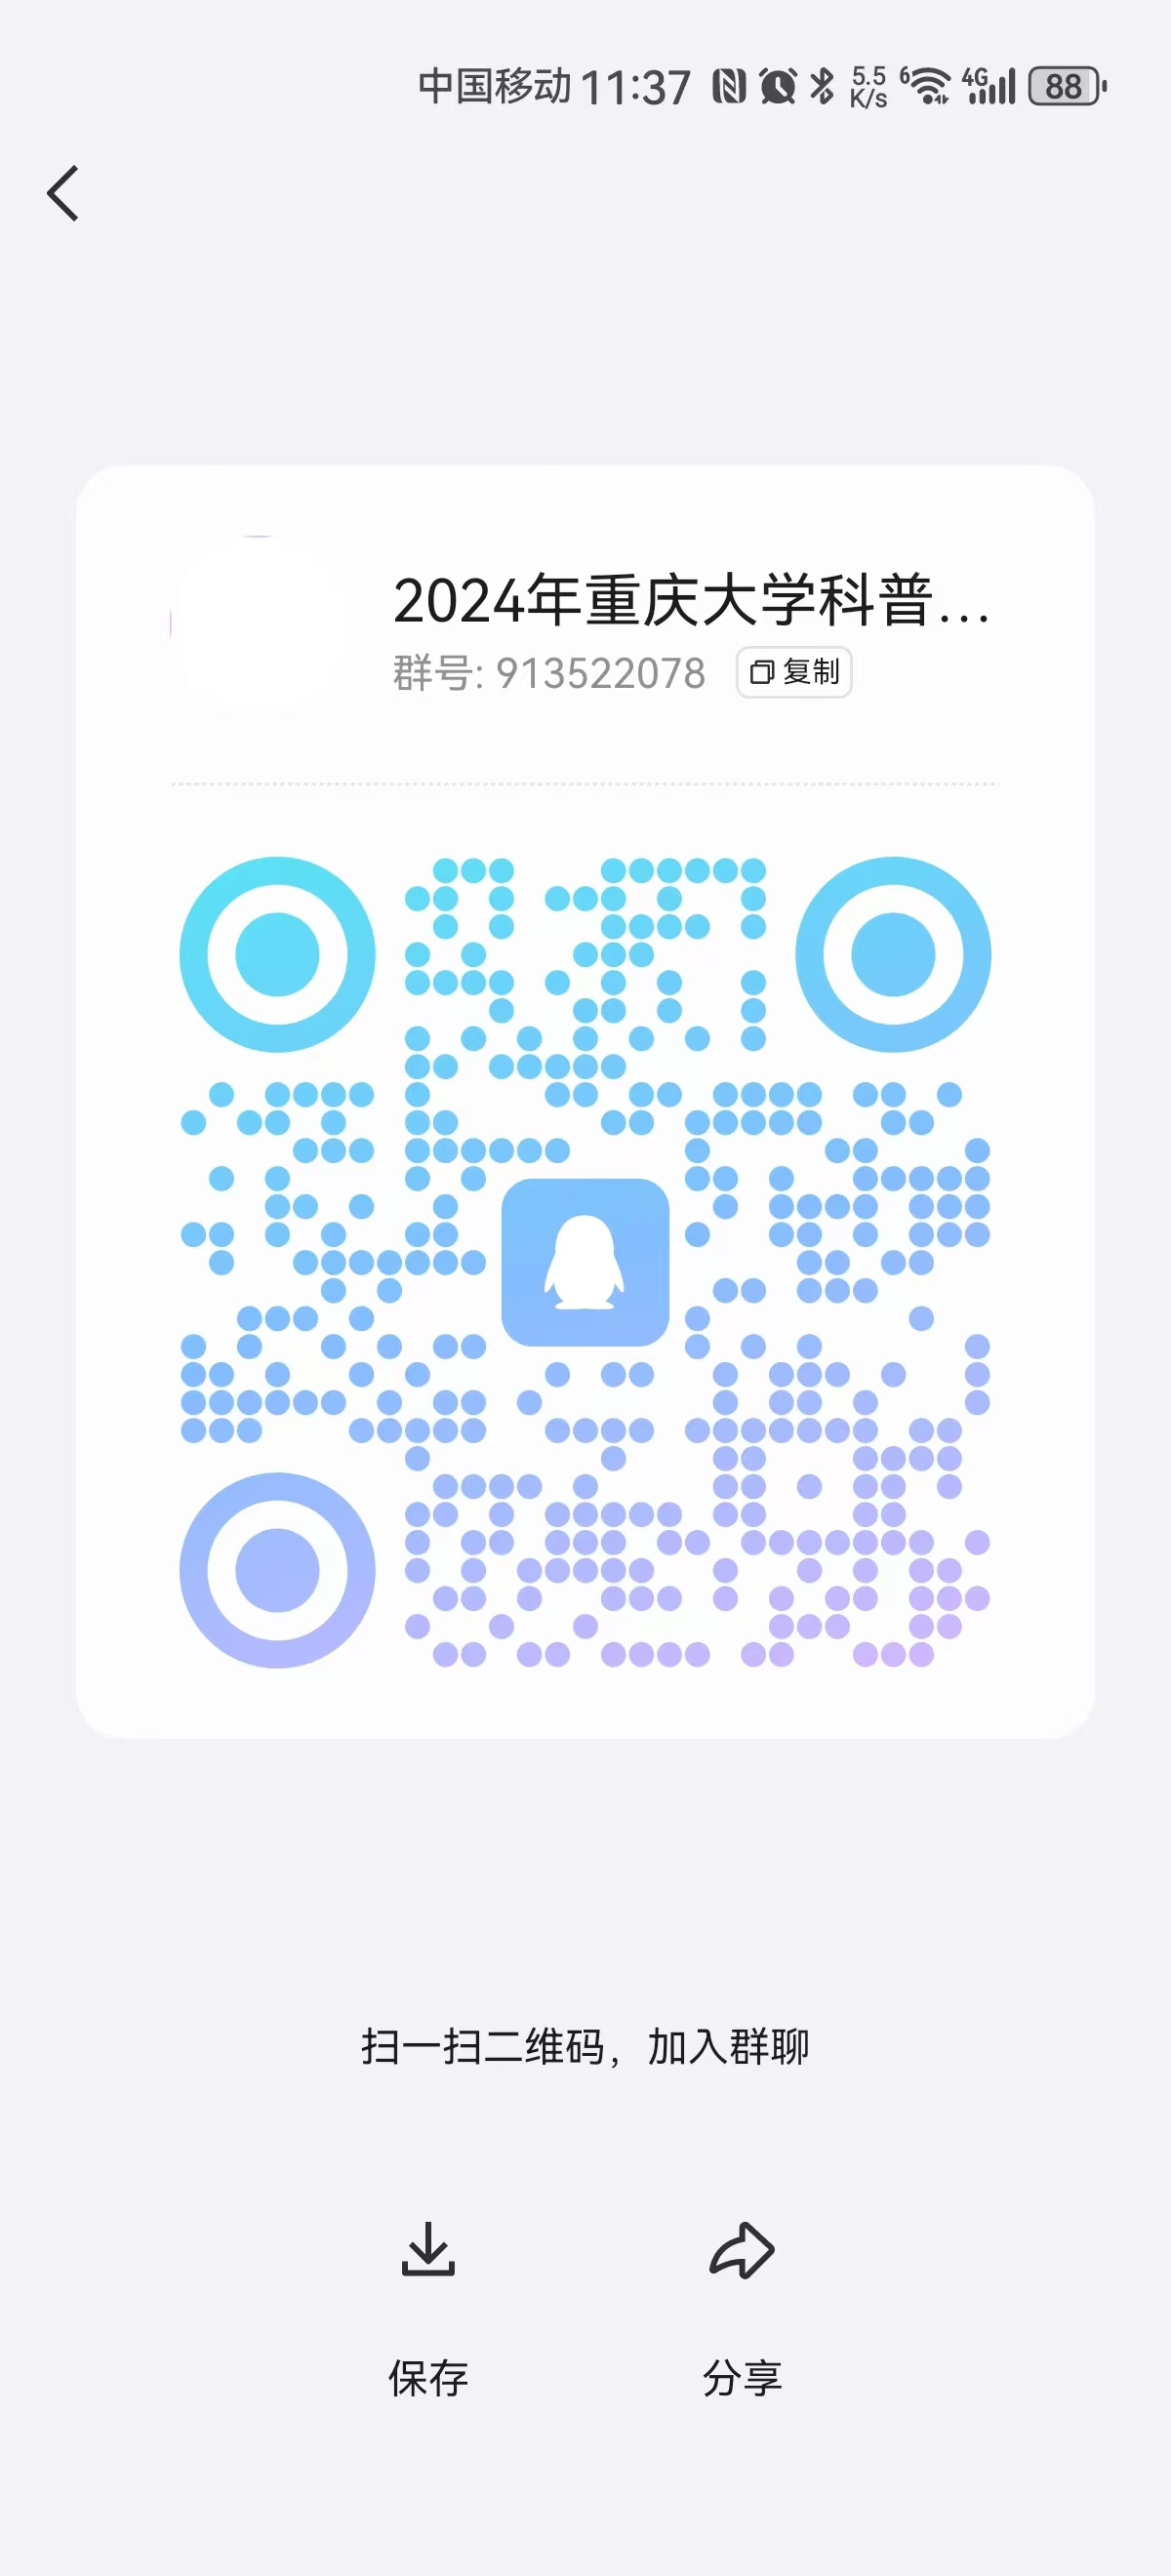 中国移动 11:37 5.5 K/s 6 4G 88
2024年重庆大学科普...
群号: 913522078 复制
扫一扫二维码，加入群聊
保存 分享